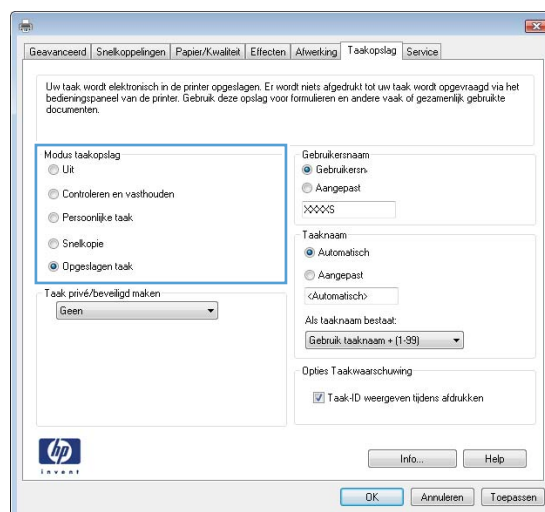 Geavanceerd Snelkoppelingen Papier/Kwaliteit Effecten Afwerking Taakopslag Service
Uw taak wordt elektronisch in de printer opgeslagen. Er wordt niets afgedrukt tot uw taak wordt opgevraagd via het
bedieningspaneel van de printer. Gebruik deze opslag voor formulieren en andere vaak of gezamenlijk gebruikte
documenten.
Modus taakopslag
Uit
Controleren en vasthouden
Persoonlijke taak
Snelkopie
Opgeslagen taak
Taak privé/beveiligd maken
Geen
Gebruikersnaam
Gebruikersn
Aangepast
XXXXS
Taaknaam
Automatisch
Aangepast
<Automatisch>
Als taaknaam bestaat:
Gebruik taaknaam + (1-99)
Opties Taakwaarschuwing
Taak-ID weergeven tijdens afdrukken
hp
invent
Info...
Help
OK
Annuleren
Toepassen